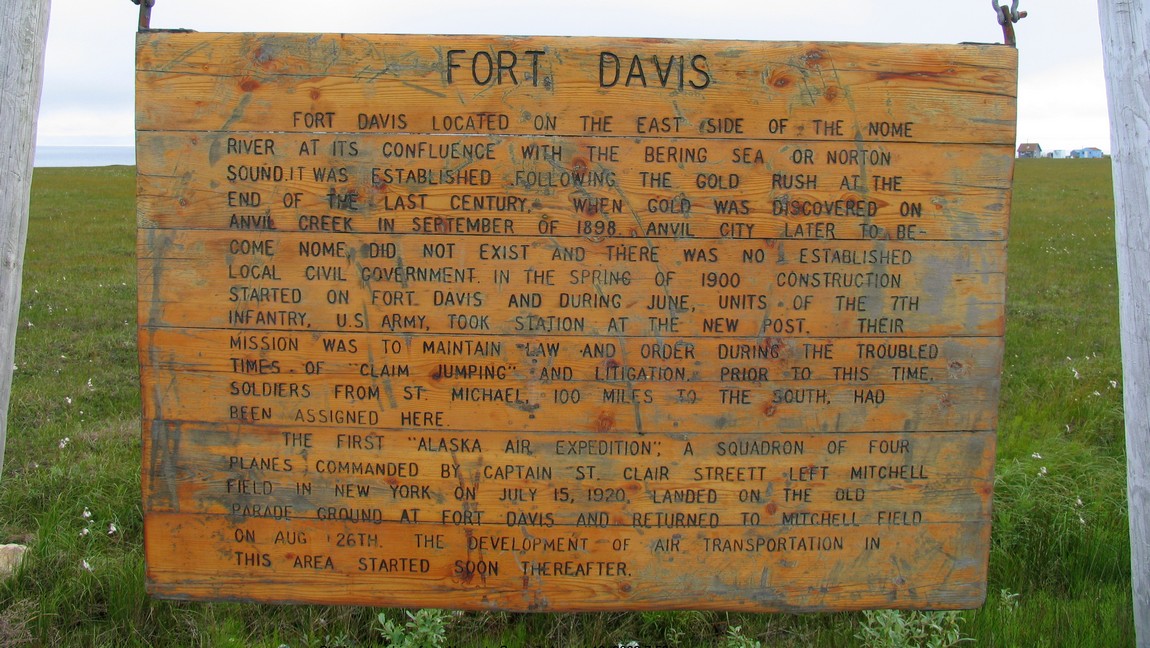 FORT DAVIS
FORT DAVIS LOCATED ON THE EAST SIDE OF THE NOME
RIVER AT ITS CONFLUENCE WITH THE BERING SEA OR NORTON
SOUND. IT WAS ESTABLISHED FOLLOWING THE GOLD RUSH AT THE
END OF THE LAST CENTURY, WHEN GOLD WAS DISCOVERED ON
ANVIL CREEK IN SEPTEMBER OF 1898. ANVIL CITY LATER TO BE-
COME NOME, DID NOT EXIST AND THERE WAS NO ESTABLISHED
LOCAL CIVIL GOVERNMENT. IN THE SPRING OF 1900 CONSTRUCTION
STARTED ON FORT DAVIS AND DURING JUNE, UNITS OF THE 7TH
INFANTRY, U.S ARMY, TOOK STATION AT THE NEW POST. THEIR
MISSION WAS TO MAINTAIN LAW AND ORDER DURING THE TROUBLED
TIMES OF "CLAIM JUMPING" AND LITIGATION. PRIOR TO THIS TIME,
SOLDIERS FROM ST. MICHAEL, 100 MILES TO THE SOUTH, HAD
BEEN ASSIGNED HERE.
THE FIRST "ALASKA AIR EXPEDITION", A SQUADRON OF FOUR
PLANES COMMANDED BY CAPTAIN ST. CLAIR STREETT LEFT MITCHELL
FIELD IN NEW YORK ON JULY 15, 1920, LANDED ON THE OLD
PARADE GROUND AT FORT DAVIS AND RETURNED TO MITCHELL FIELD
ON AUG 26TH. THE DEVELOPMENT OF AIR TRANSPORTATION IN
THIS AREA STARTED SOON THEREAFTER.